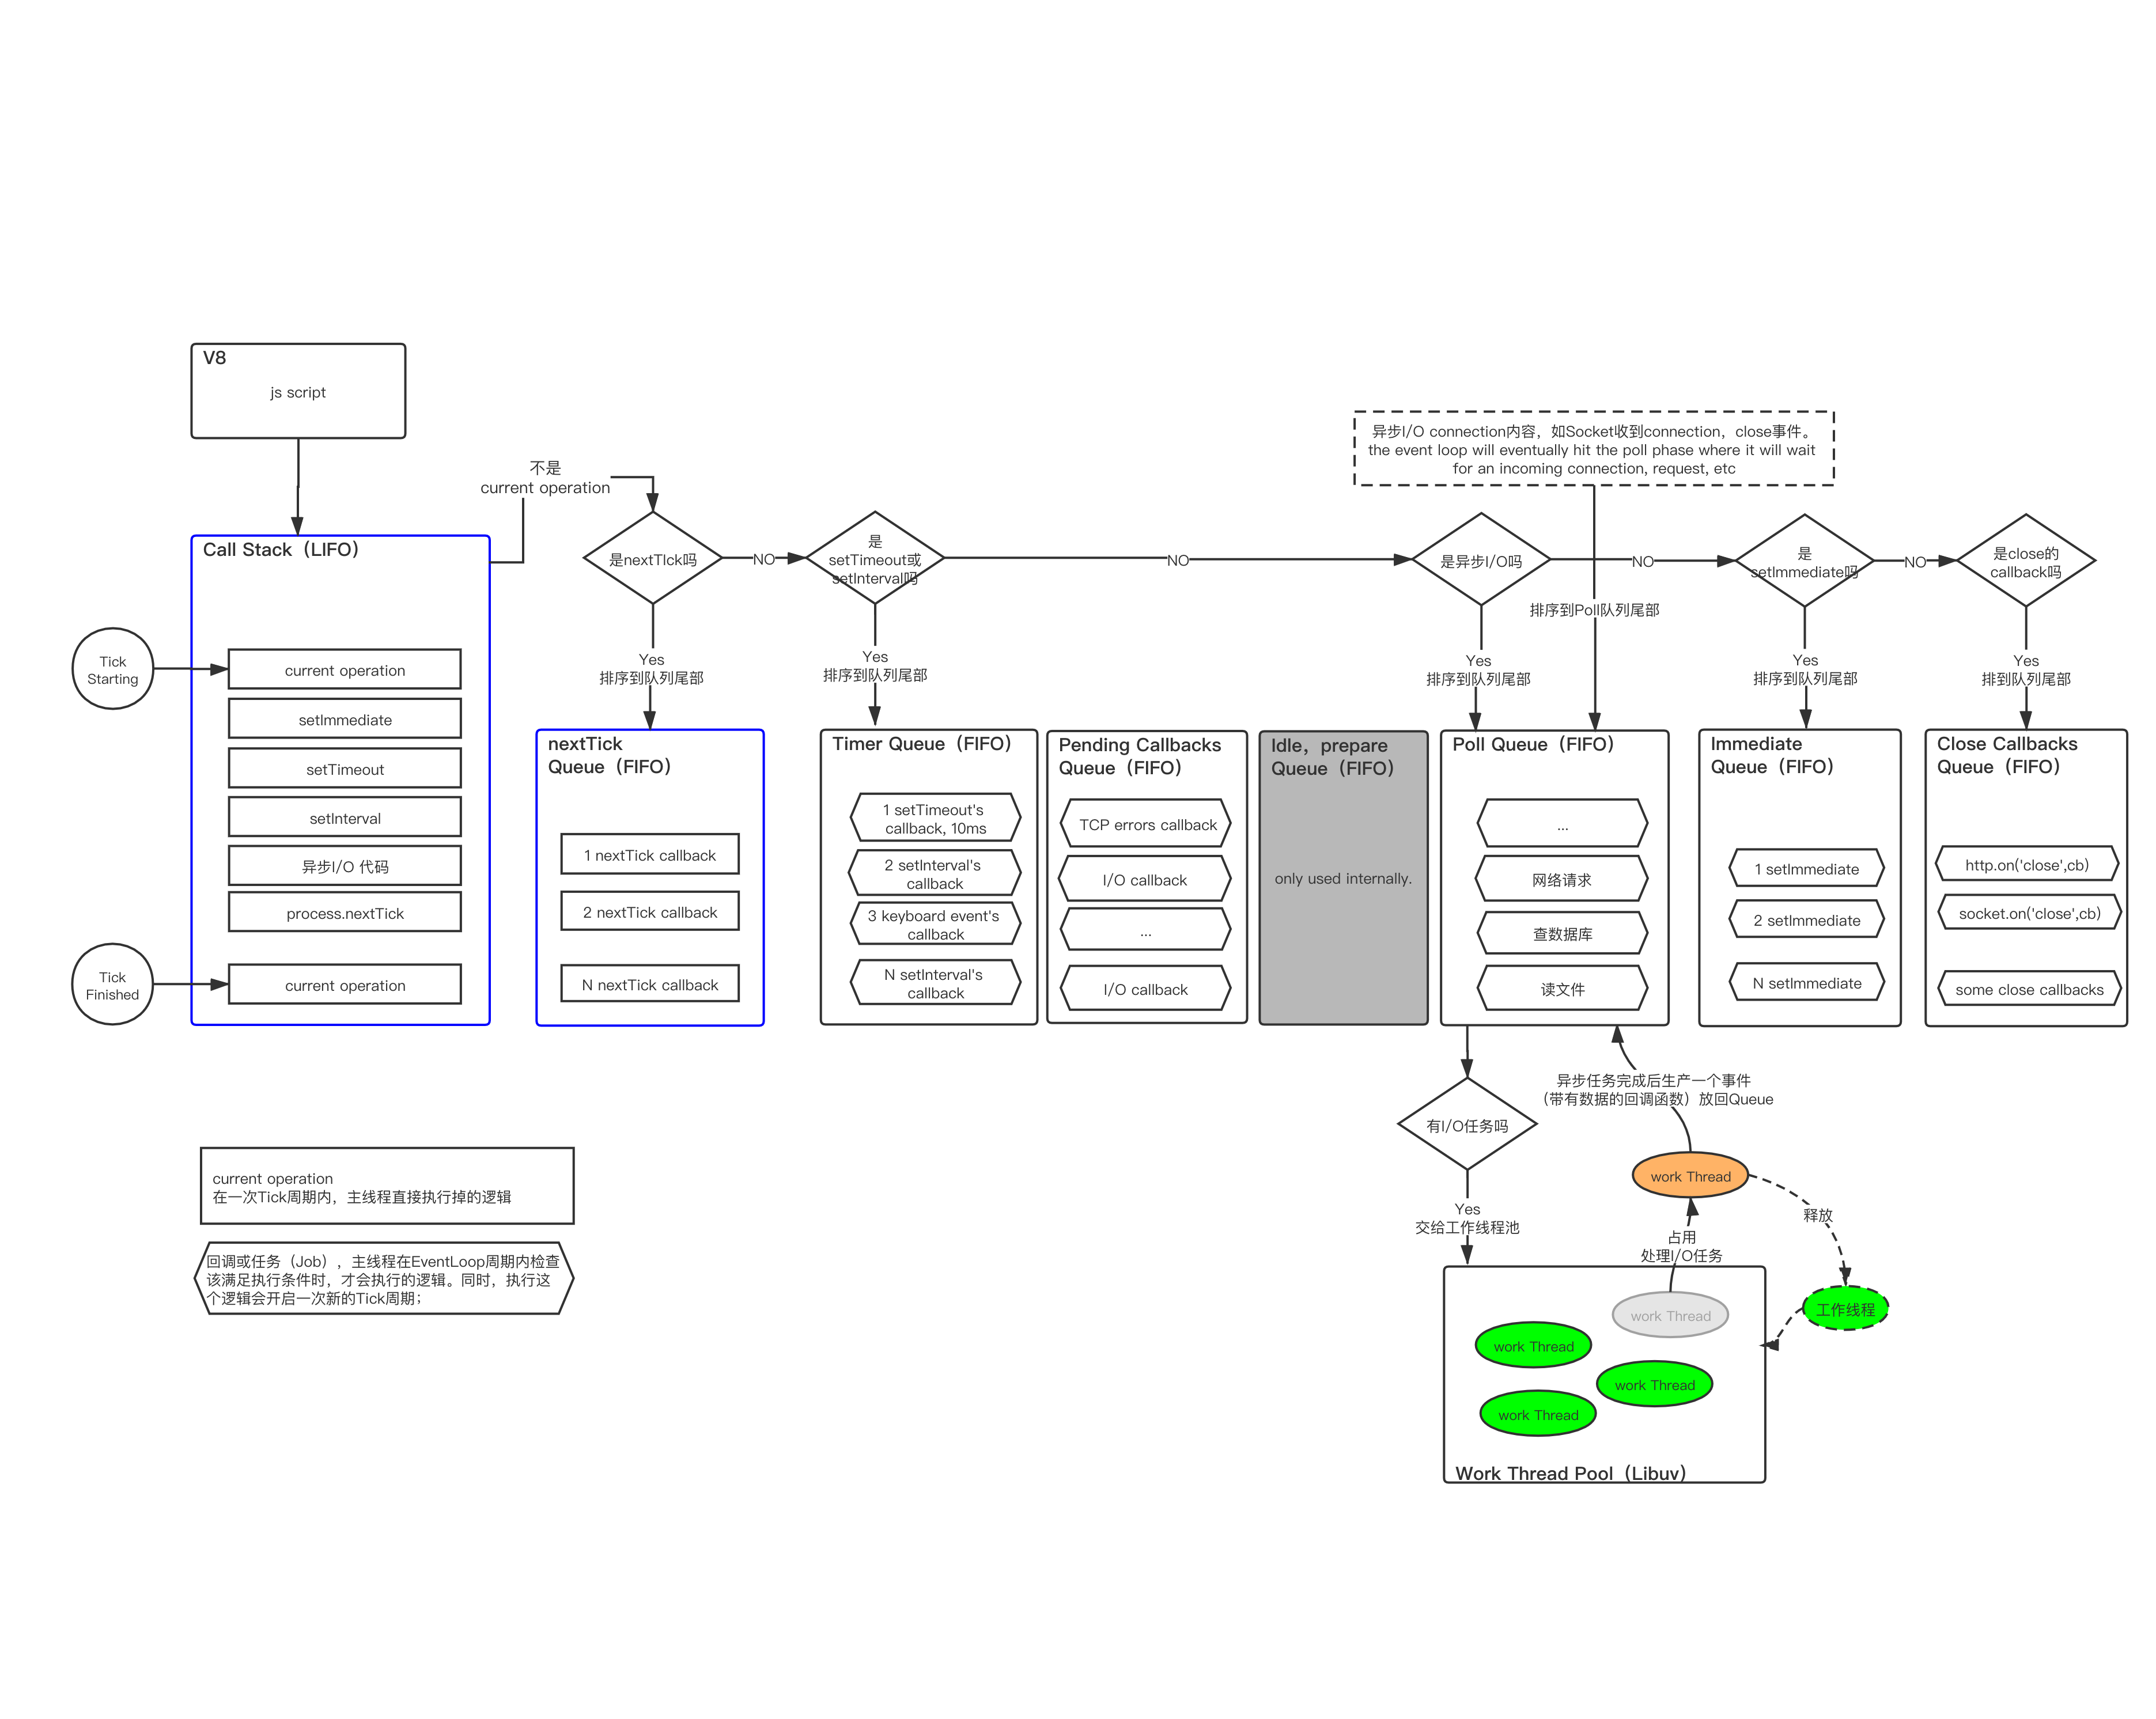 V8
js script
不是
current operation
异步I/O connection内容，如Socket收到connection，close事件。
the event loop will eventually hit the poll phase where it will wait
for an incoming connection, request, etc
Call Stack（LIFO）
是nextTIck吗
NO
是
setTimeout或
setInterval吗
NO
是异步I/O吗
NO
是
setImmediate吗
NO
是close的
callback吗
排序到Poll队列尾部
Tick
Starting
current operation
setImmediate
setTimeout
setInterval
异步I/O 代码
process.nextTick
Tick
Finished
current operation
Yes
排序到队列尾部
Yes
排序到队列尾部
Yes
排序到队列尾部
Yes
排序到队列尾部
Yes
排到队列尾部
nextTick
Queue（FIFO）
1 nextTick callback
2 nextTick callback
N nextTick callback
Timer Queue（FIFO）
1 setTimeout's
callback, 10ms
2 setInterval's
callback
3 keyboard event's
callback
N setInterval's
callback
Pending Callbacks
Queue（FIFO）
TCP errors callback
I/O callback
...
I/O callback
Idle，prepare
Queue（FIFO）
only used internally.
Poll Queue（FIFO）
...
网络请求
查数据库
读文件
Immediate
Queue（FIFO）
1 setImmediate
2 setImmediate
N setImmediate
Close Callbacks
Queue（FIFO）
http.on('close',cb)
socket.on('close',cb)
some close callbacks
有I/O任务吗
异步任务完成后生产一个事件
（带有数据的回调函数）放回Queue
work Thread
释放
Yes
交给工作线程池
占用
处理I/O任务
工作线程
work Thread
work Thread
work Thread
work Thread
Work Thread Pool（Libuv）
current operation
在一次Tick周期内，主线程直接执行掉的逻辑
回调或任务（Job），主线程在EventLoop周期内检查
该满足执行条件时，才会执行的逻辑。同时，执行这
个逻辑会开启一次新的Tick周期；